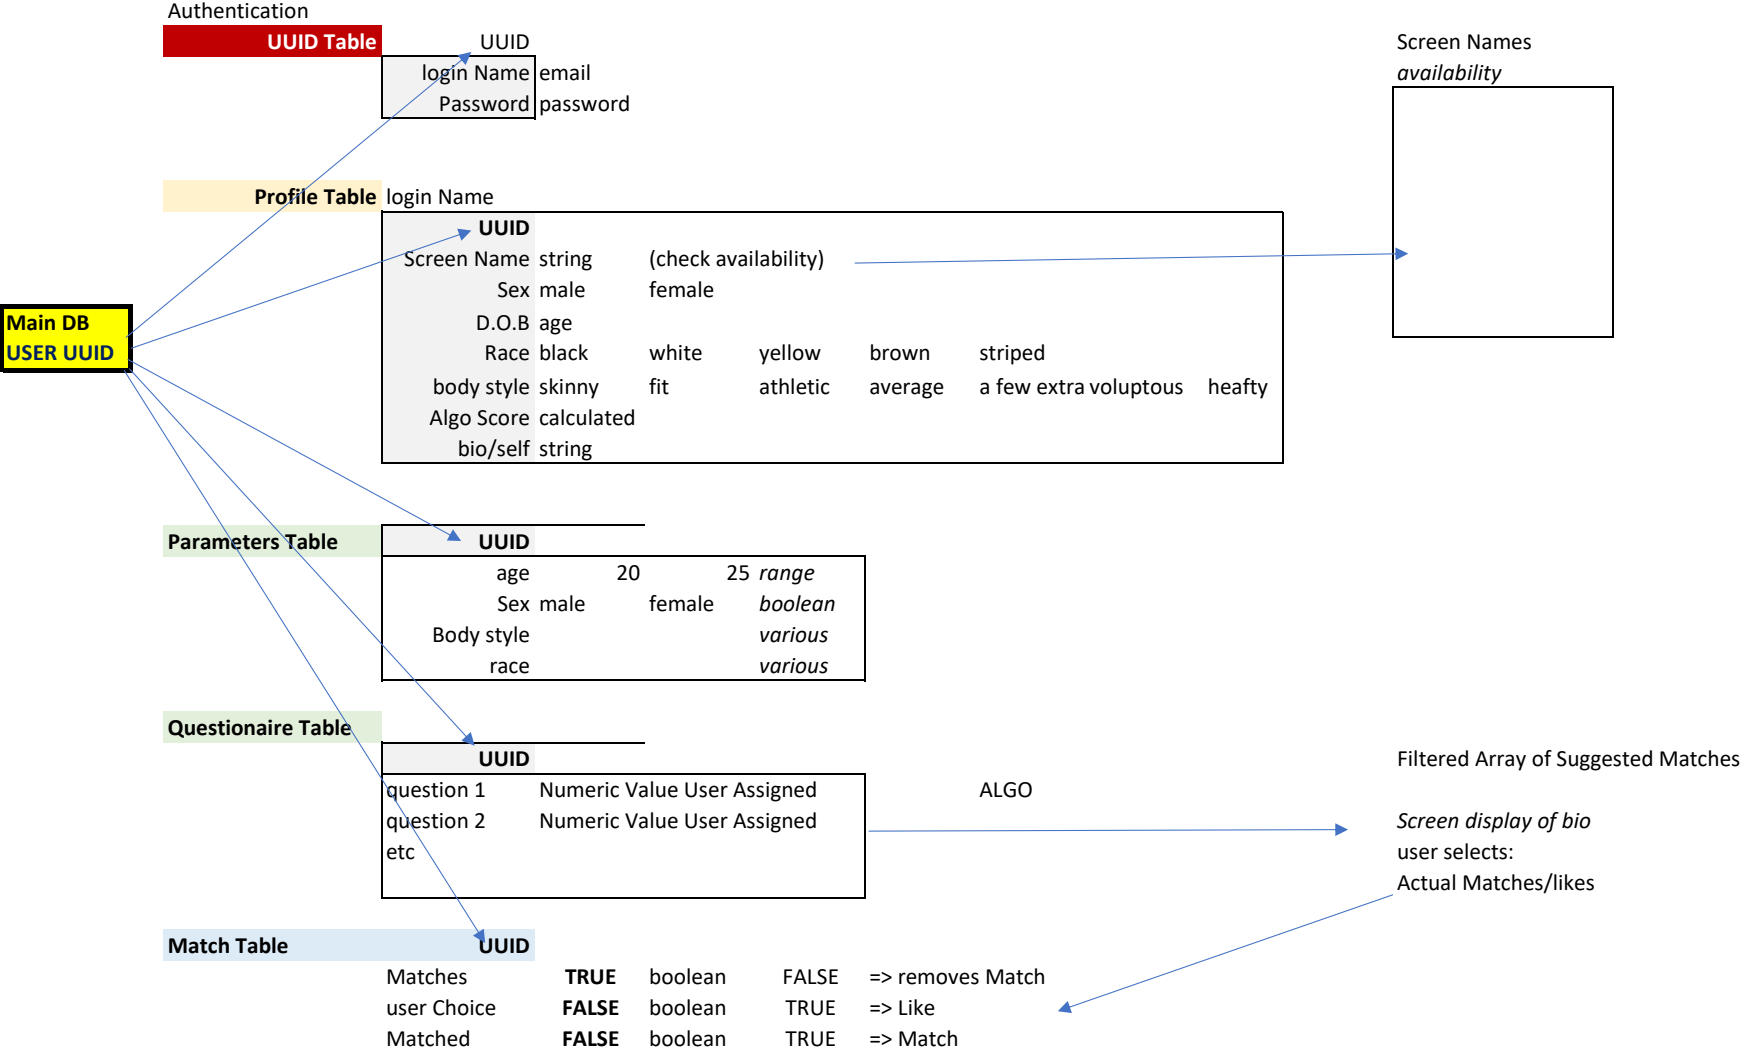 Authentication
UUID Table UUID
login Name email
Password password
Screen Names
availability
Profile Table login Name
UUID
Screen Name string (check availability)
Sex male female
D.O.B age
Race black white yellow brown striped
body style skinny fit athletic average a few extra voluptous heafty
Algo Score calculated
bio/self string
Main DB
USER UUID
Parameters Table UUID
age 20 25 range
Sex male female boolean
Body style various
race various
Questionaire Table
UUID
question 1 Numeric Value User Assigned
question 2 Numeric Value User Assigned
etc
ALGO
Filtered Array of Suggested Matches
Screen display of bio
user selects:
Actual Matches/likes
Match Table UUID
Matches TRUE boolean FALSE => removes Match
user Choice FALSE boolean TRUE => Like
Matched FALSE boolean TRUE => Match